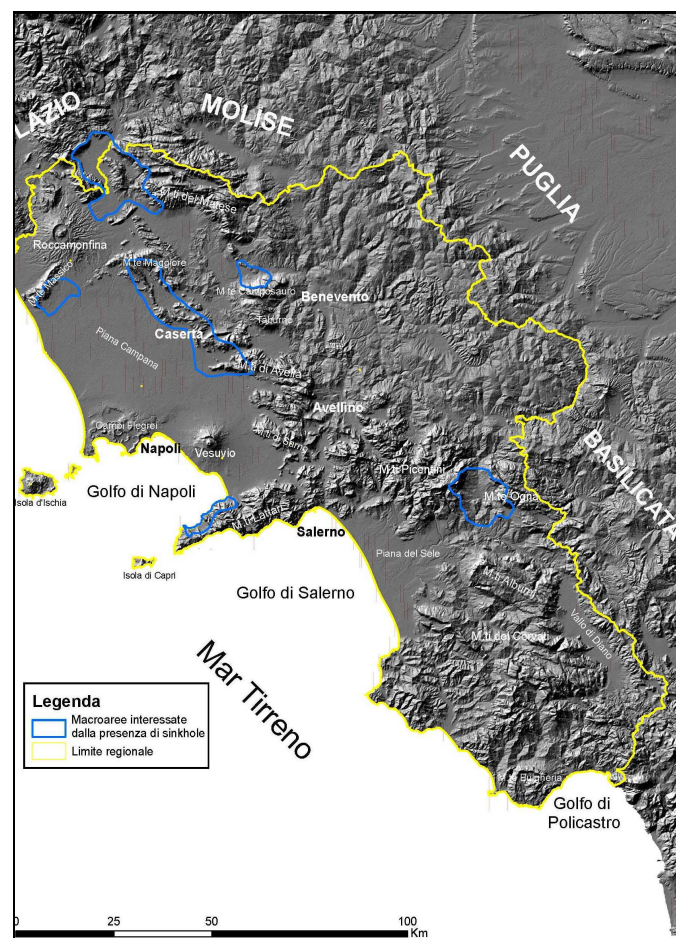 LAZIO
MOLISE
PUGLIA
BASILICATA
M.ti del Matese
Roccamonfina
M.te Maggiore
M.te Massico
M.te Camposauro
Benevento
Taburno
Caserta
Piana Campana
M.ti di Avella
Avellino
Campi Flegrei
Napoli
Vesuvio
M.ti di Sarno
M.ti Picentini
M.te Ogna
Isola d'Ischia
Golfo di Napoli
M.ti Lattari
Salerno
Piana del Sele
Isola di Capri
Golfo di Salerno
M.ti Alburni
Vallo di Diano
M.ti del Cervati
Mar Tirreno
Legenda
Macroaree interessate
dalla presenza di sinkhole
Limite regionale
Golfo di
Policastro
0 25 50 100
Km